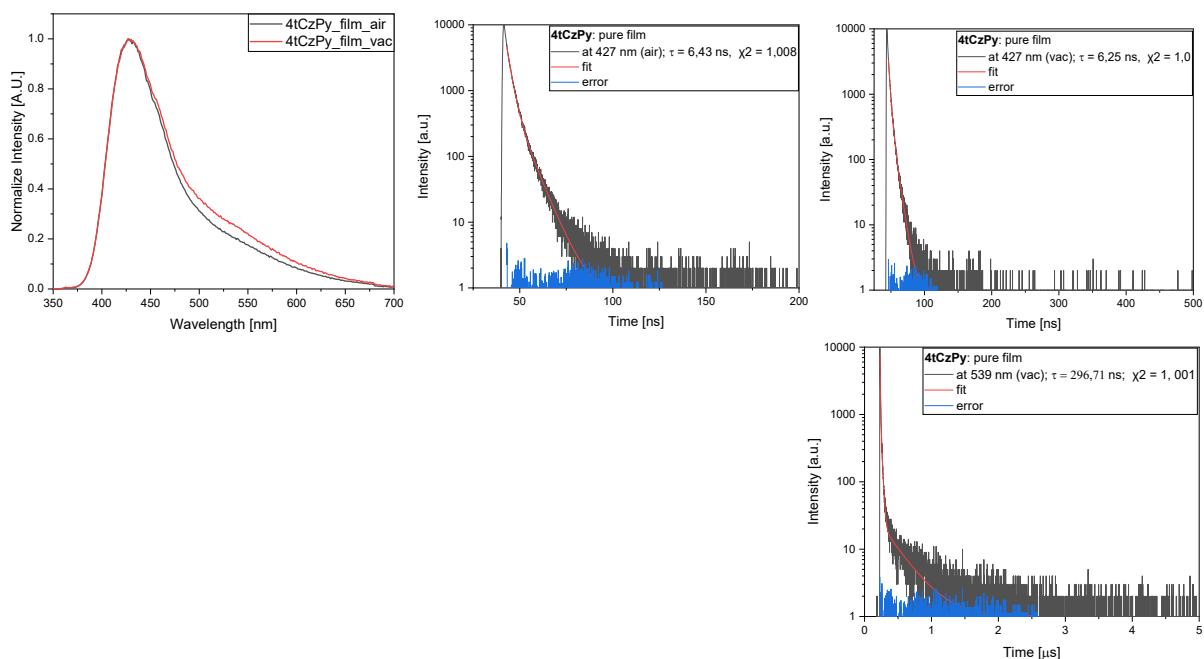 4tCzPy_film_air
4tCzPy_film_vac
Normalize Intensity [A.U.]
1.0
0.8
0.6
0.4
0.2
0.0
350 400 450 500 550 600 650 700
Wavelength [nm]
4tCzPy: pure film
at 427 nm (air); τ = 6,43 ns, χ2 = 1,008
fit
error
Intensity [a.u.]
10000
1000
100
10
1
50 100 150 200
Time [ns]
4tCzPy: pure film
at 427 nm (vac); τ = 6,25 ns, χ2 = 1,0
fit
error
Intensity [a.u.]
10000
1000
100
10
1
100 200 300 400 500
Time [ns]
4tCzPy: pure film
at 539 nm (vac); τ = 296,71 ns; χ2 = 1, 001
fit
error
Intensity [a.u.]
10000
1000
100
10
1
0 1 2 3 4 5
Time [μs]